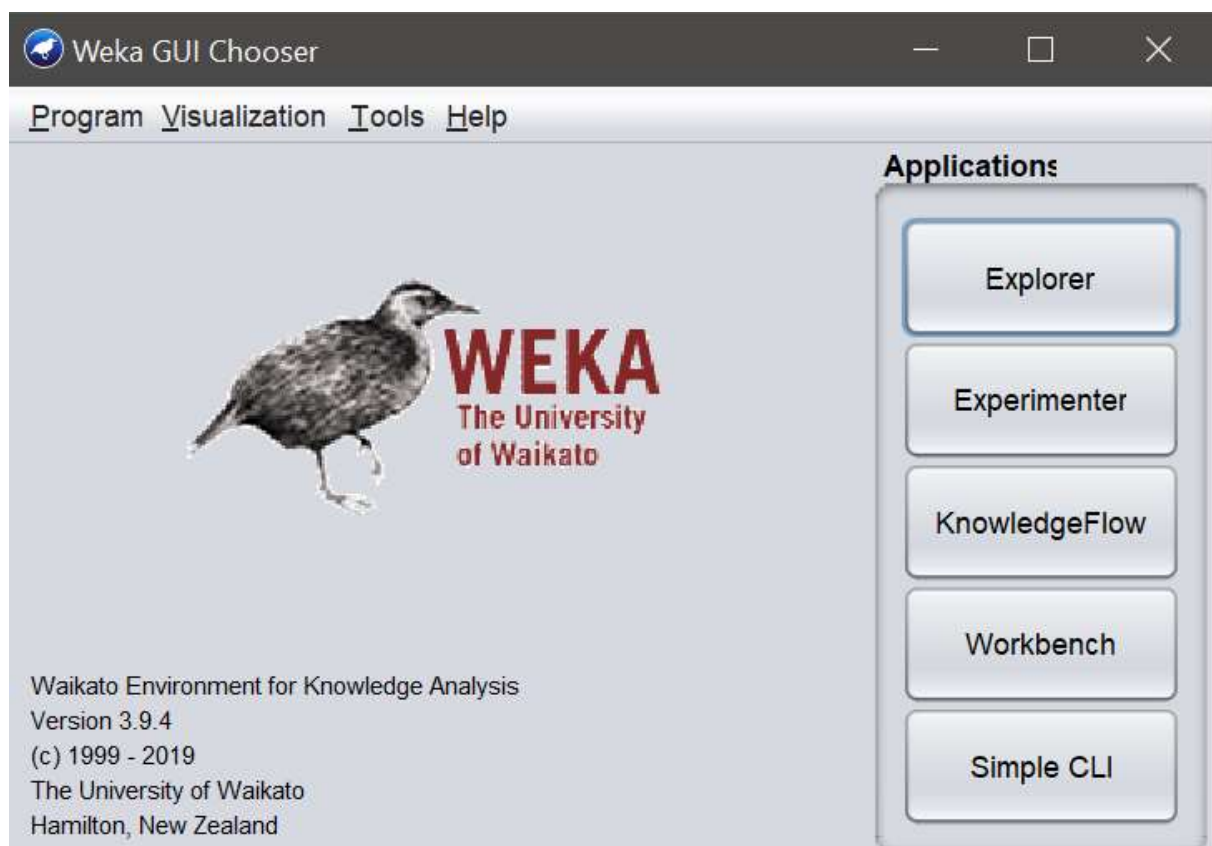 Weka GUI Chooser
Program Visualization Tools Help
Applications
WEKA
The University
of Waikato
Explorer
Experimenter
KnowledgeFlow
Workbench
Simple CLI
Waikato Environment for Knowledge Analysis
Version 3.9.4
(c) 1999 - 2019
The University of Waikato
Hamilton, New Zealand